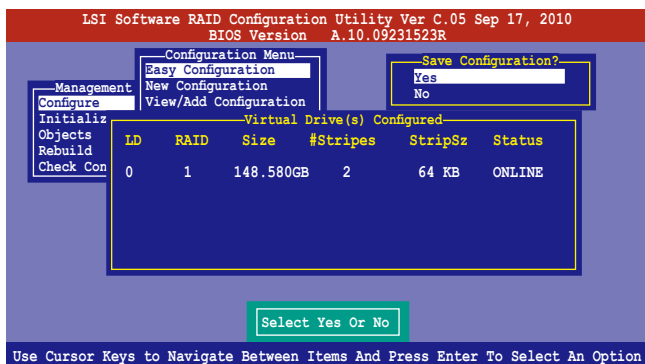 LSI Software RAID Configuration Utility Ver C.05 Sep 17, 2010
BIOS Version A.10.09231523R
Configuration Menu
Easy Configuration
New Configuration
View/Add Configuration
Save Configuration?
Yes
No
Management
Configure
Initializ
Objects
Rebuild
Check Con
Virtual Drive(s) Configured
LD RAID Size #Stripes StripSz Status
0 1 148.580GB 2 64 KB ONLINE
Select Yes Or No
Use Cursor Keys to Navigate Between Items And Press Enter To Select An Option